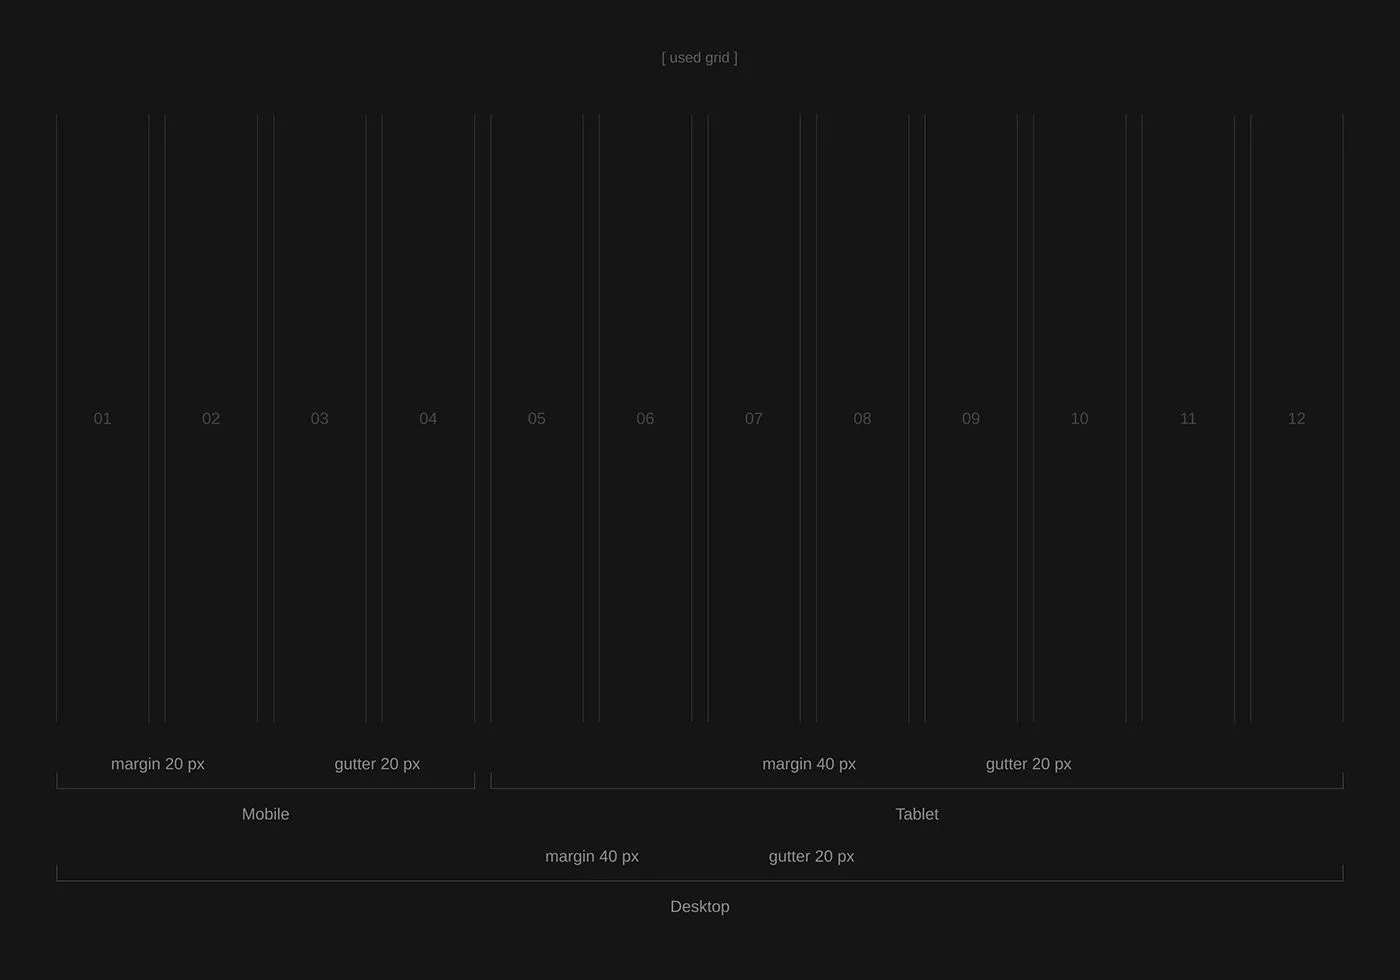 [ used grid ]
01 02 03 04 05 06 07 08 09 10 11 12
margin 20 px gutter 20 px margin 40 px gutter 20 px
Mobile Tablet
margin 40 px gutter 20 px
Desktop